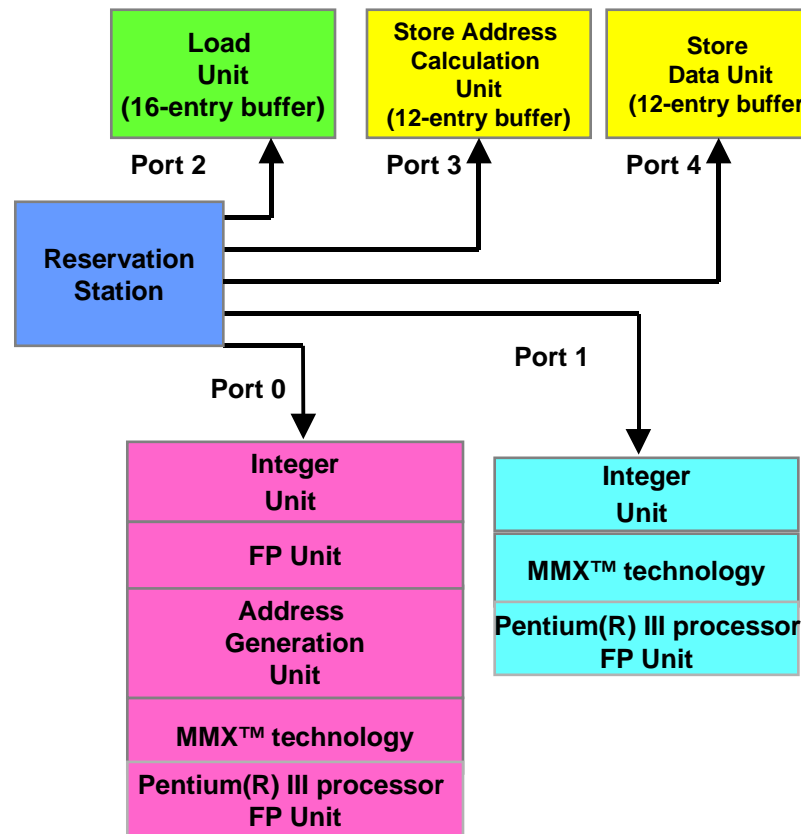 Load
Unit
(16-entry buffer)
Store Address
Calculation
Unit
(12-entry buffer)
Store
Data Unit
(12-entry buffer
Port 2
Port 3
Port 4
Reservation
Station
Port 0
Port 1
Integer
Unit
FP Unit
Address
Generation
Unit
MMX™ technology
Pentium(R) III processor
FP Unit
Integer
Unit
MMX™ technology
Pentium(R) III processor
FP Unit